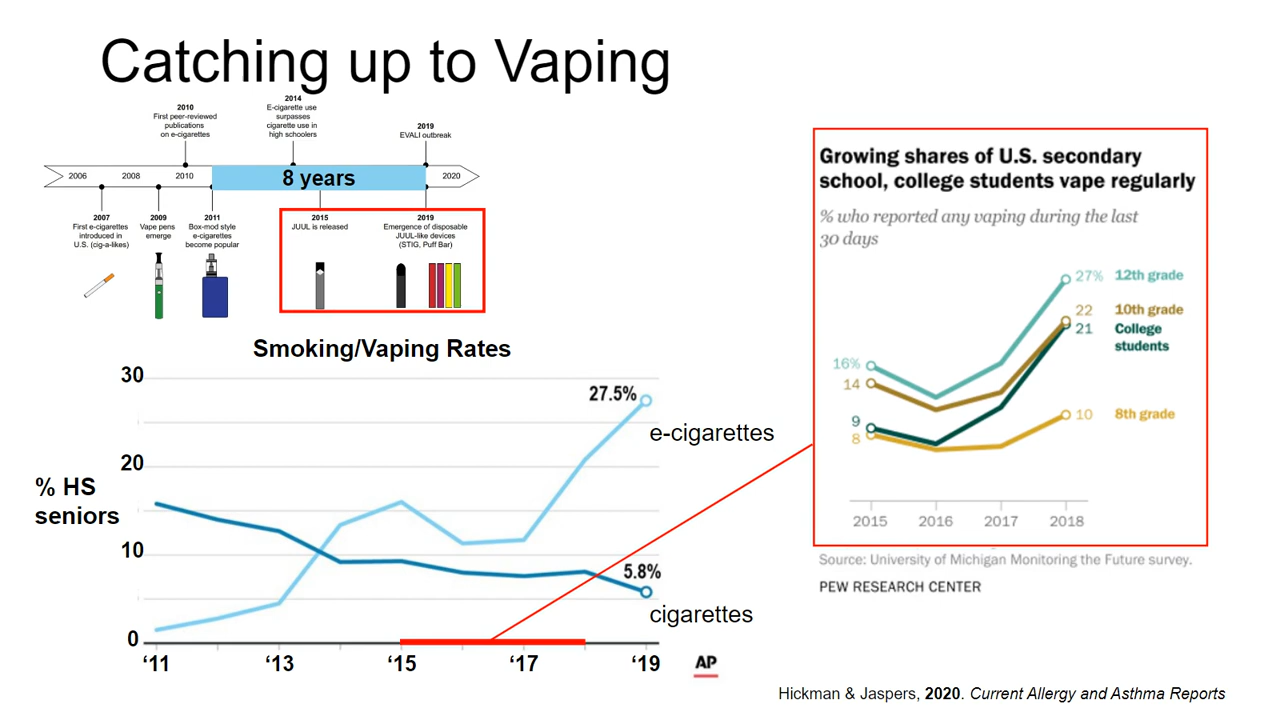 Catching up to Vaping
2010
First peer-reviewed
publications
on e-cigarettes
2014
E-cigarette use
surpasses
cigarette use in
high schoolers
2019
EVALI outbreak
2006
2008
2010
8 years
2020
2007
First e-cigarettes
introduced in
U.S. (cig-a-likes)
2009
Vape pens
emerge
2011
Box-mod style
e-cigarettes
become popular
2015
JUUL is released
2019
Emergence of disposable
JUUL-like devices
(STIG, Puff Bar)
Smoking/Vaping Rates
30
20
10
0
% HS
seniors
27.5%
e-cigarettes
5.8%
cigarettes
‘11
‘13
‘15
‘17
‘19
AP
Growing shares of U.S. secondary
school, college students vape regularly
% who reported any vaping during the last
30 days
27% 12th grade
22 10th grade
21 College
students
16%
14
9
8
10 8th grade
2015 2016 2017 2018
Source: University of Michigan Monitoring the Future survey.
PEW RESEARCH CENTER
Hickman & Jaspers, 2020. Current Allergy and Asthma Reports